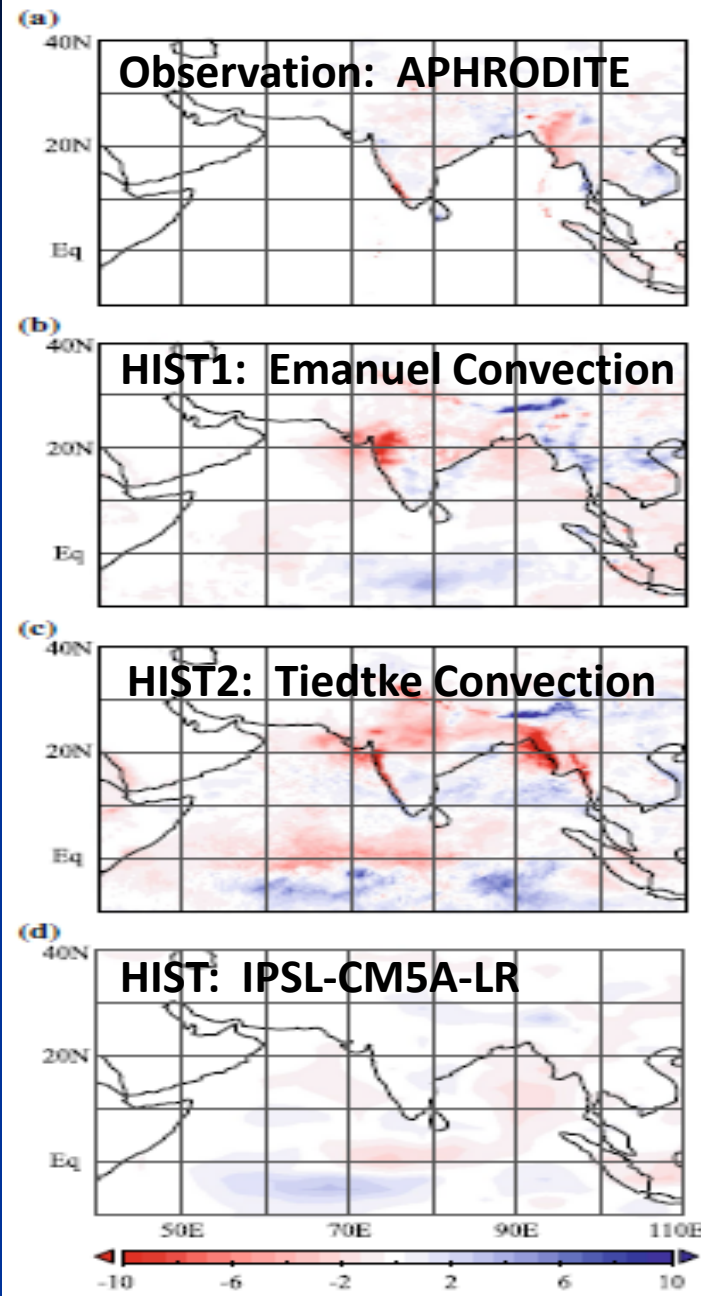 (a)
40N
Observation: APHRODITE
20N
Eq
(b)
40N
HIST1: Emanuel Convection
20N
Eq
(c)
40N
HIST2: Tiedtke Convection
20N
Eq
(d)
40N
HIST: IPSL-CM5A-LR
20N
Eq
50E 70E 90E 110E
-10 -6 -2 2 6 10